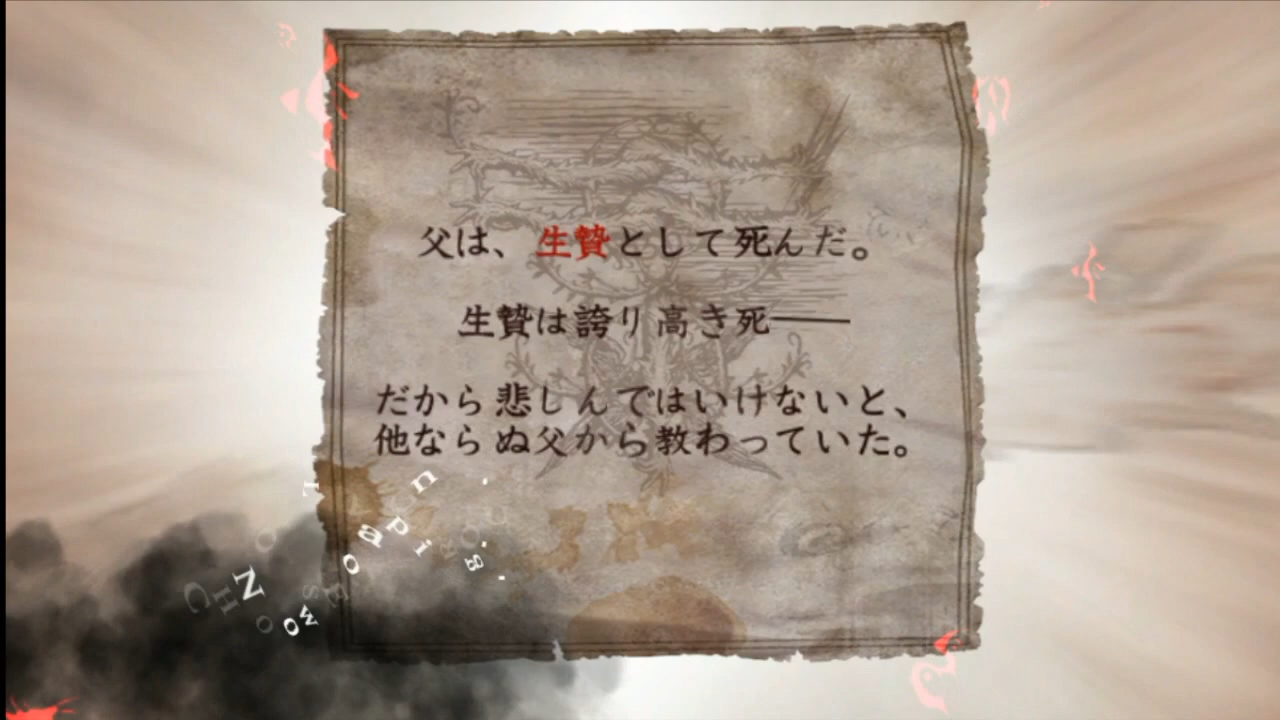 父は、生贄として死んだ。
生贄は誇り高き死――
だから悲しんではいけないと、
他ならぬ父から教わっていた。